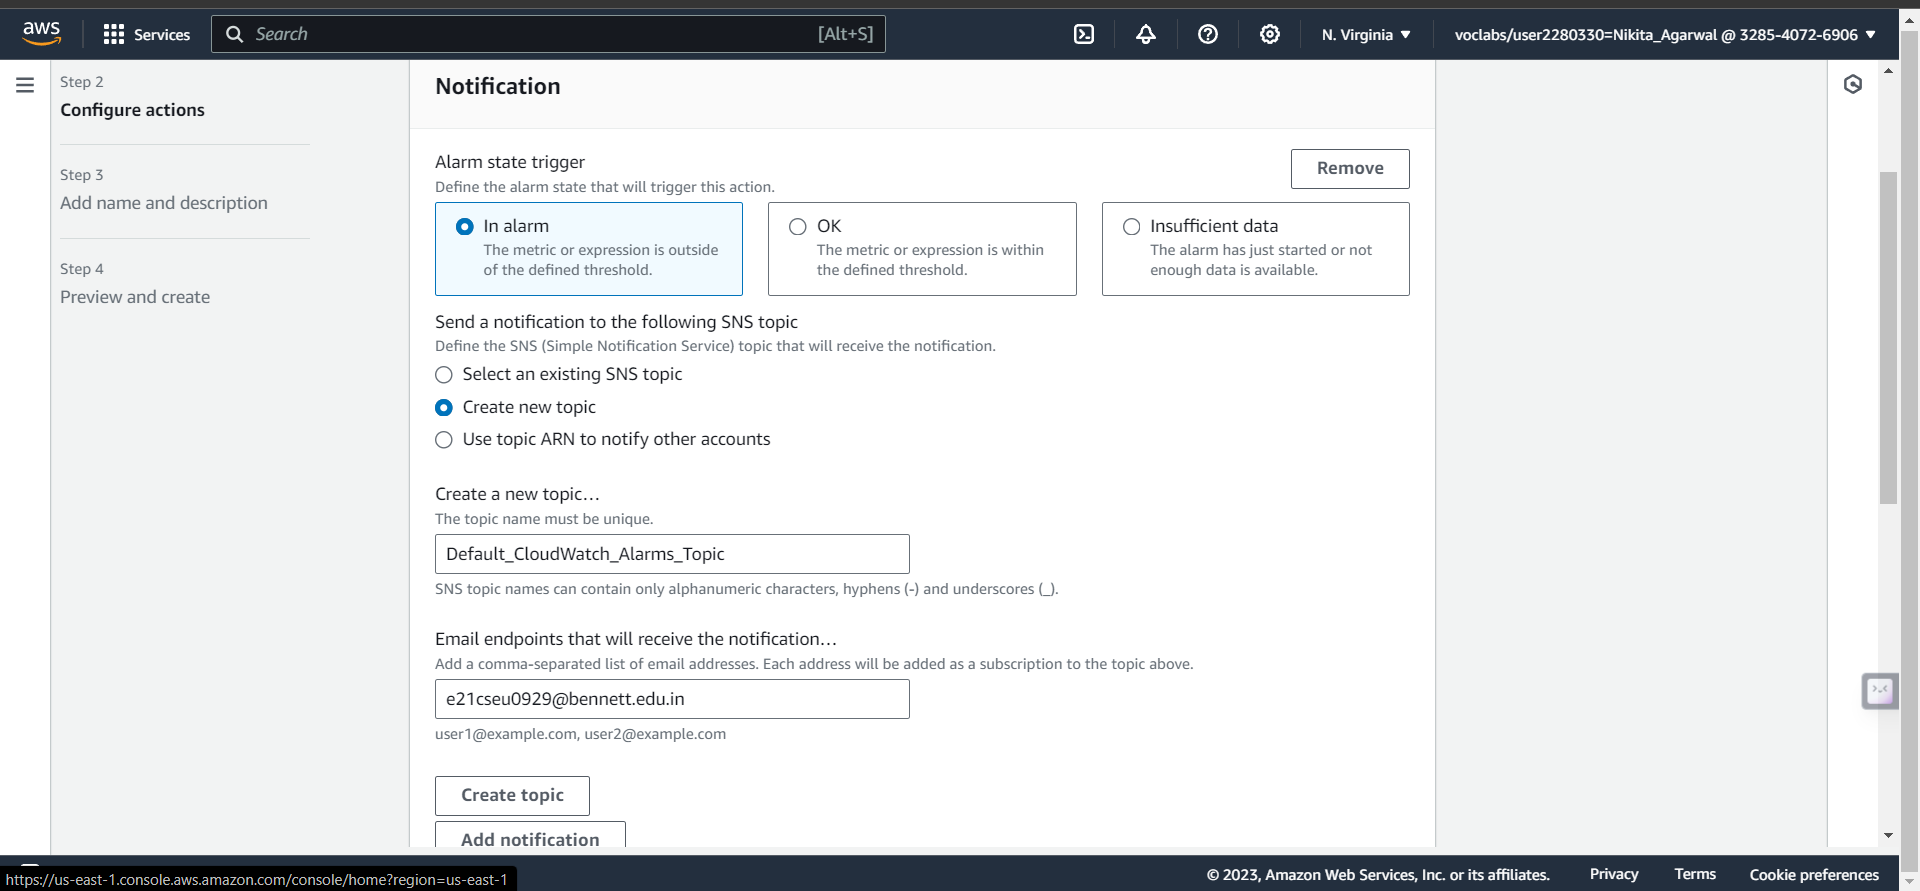 aws
Services
Search
[Alt+S]
N. Virginia
voclabs/user2280330=Nikita_Agarwal @ 3285-4072-6906
Step 2
Configure actions
Step 3
Add name and description
Step 4
Preview and create
Notification
Alarm state trigger
Define the alarm state that will trigger this action.
Remove
In alarm
The metric or expression is outside
of the defined threshold.
OK
The metric or expression is within
the defined threshold.
Insufficient data
The alarm has just started or not
enough data is available.
Send a notification to the following SNS topic
Define the SNS (Simple Notification Service) topic that will receive the notification.
Select an existing SNS topic
Create new topic
Use topic ARN to notify other accounts
Create a new topic…
The topic name must be unique.
Default_CloudWatch_Alarms_Topic
SNS topic names can contain only alphanumeric characters, hyphens (-) and underscores (_).
Email endpoints that will receive the notification…
Add a comma-separated list of email addresses. Each address will be added as a subscription to the topic above.
e21cseu0929@bennett.edu.in
user1@example.com, user2@example.com
Create topic
Add notification
https://us-east-1.console.aws.amazon.com/console/home?region=us-east-1
© 2023, Amazon Web Services, Inc. or its affiliates.
Privacy
Terms
Cookie preferences